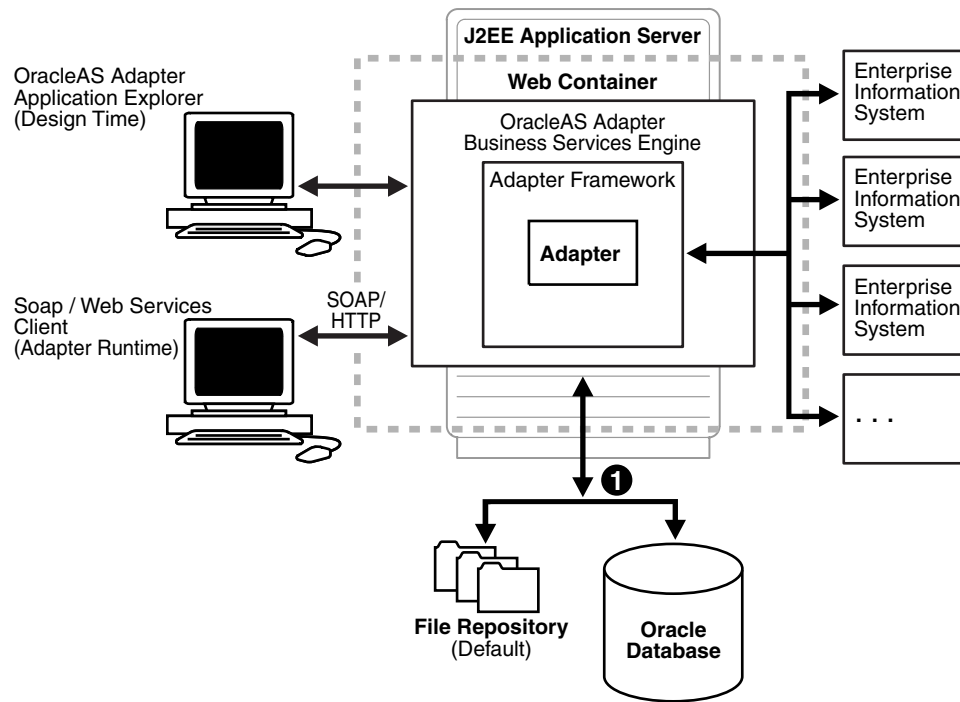 J2EE Application Server
Web Container
OracleAS Adapter
Application Explorer
(Design Time)
OracleAS Adapter
Business Services Engine
Adapter Framework
Adapter
Enterprise
Information
System
Enterprise
Information
System
Enterprise
Information
System
. . .
Soap / Web Services
Client
(Adapter Runtime)
SOAP/
HTTP
1
File Repository
(Default)
Oracle
Database